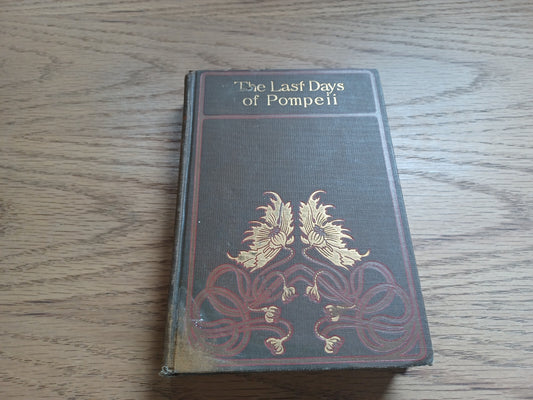 The Last Days
of Pompeii